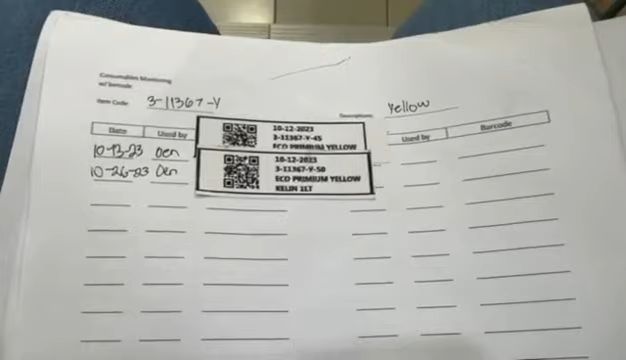 Consumables Monitoring
w/ barcode
Item Code: 3-11367-Y
Description: Yellow
Date Used by Used by Barcode
10-13-23 Den
10-26-23 Den
10-12-2023
3-11367-Y-45
ECO PRIMIUM YELLOW
10-12-2023
3-11367-Y-50
ECO PRIMIUM YELLOW
KELIN 1LT